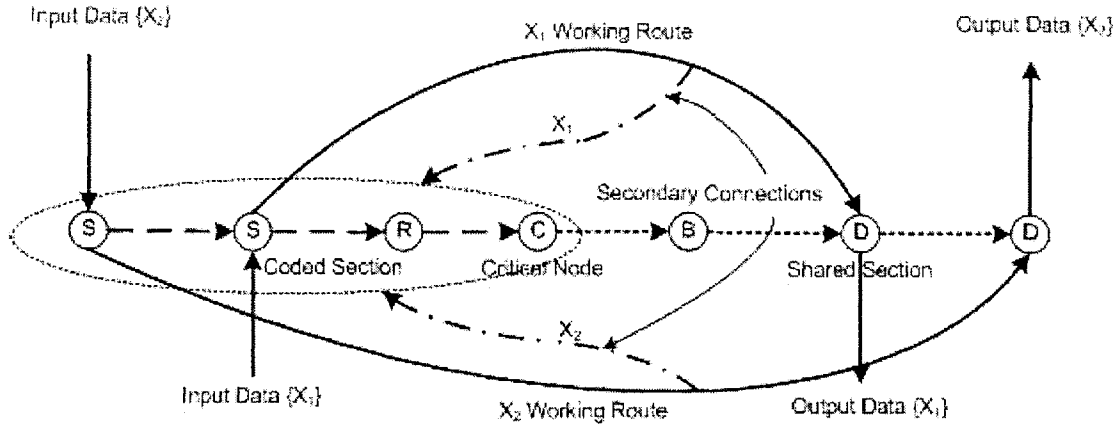 Input Data {X₂}
X₁ Working Route
Output Data {X₂}
X₁
Secondary Connections
S
S
R
C
B
D
D
Coded Section
Critical Node
Shared Section
X₂
Input Data {X₁}
X₂ Working Route
Output Data {X₁}